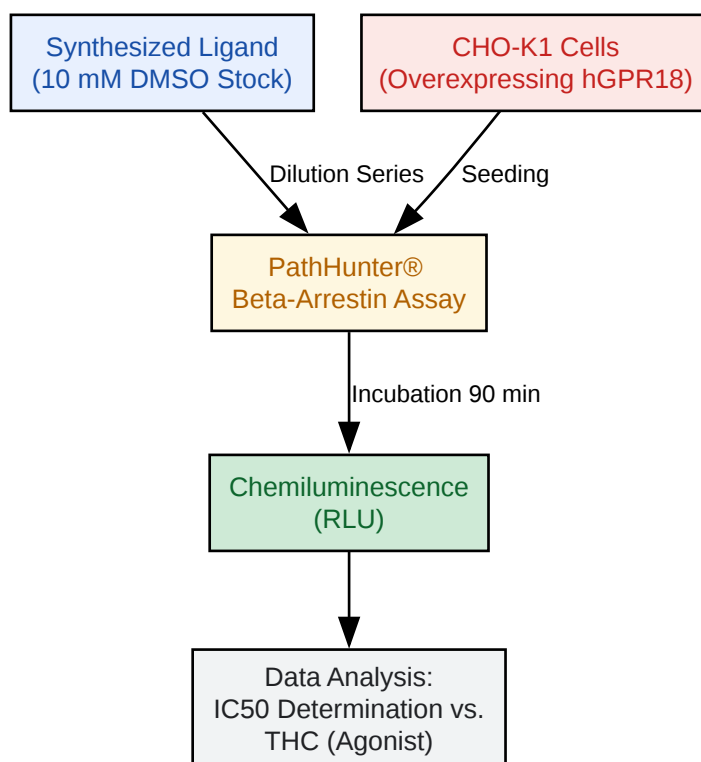 Synthesized Ligand
(10 mM DMSO Stock)
CHO-K1 Cells
(Overexpressing hGPR18)
Dilution Series
Seeding
PathHunter®
Beta-Arrestin Assay
Incubation 90 min
Chemiluminescence
(RLU)
Data Analysis:
IC50 Determination vs.
THC (Agonist)